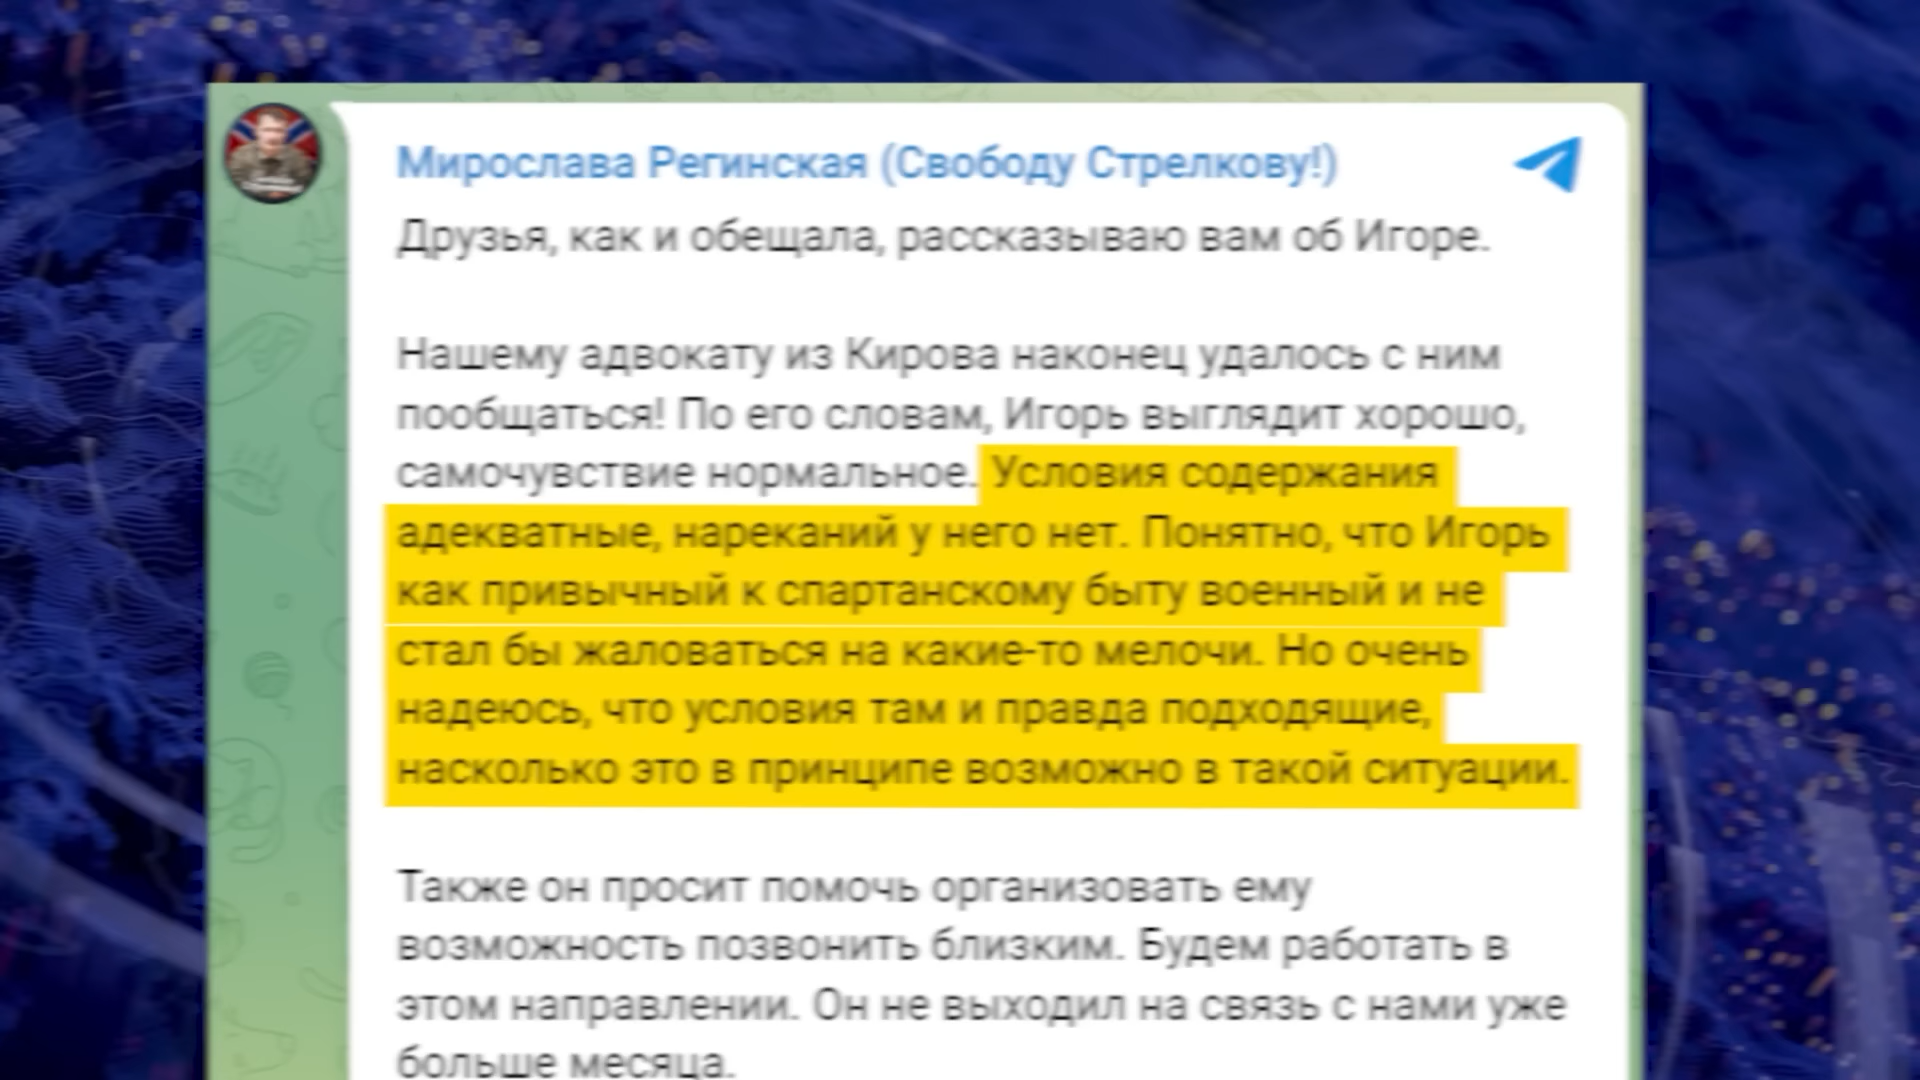 Мирослава Регинская (Свободу Стрелкову!)
Друзья, как и обещала, рассказываю вам об Игоре.
Нашему адвокату из Кирова наконец удалось с ним
пообщаться! По его словам, Игорь выглядит хорошо,
самочувствие нормальное. Условия содержания
адекватные, нареканий у него нет. Понятно, что Игорь
как привычный к спартанскому быту военный и не
стал бы жаловаться на какие-то мелочи. Но очень
надеюсь, что условия там и правда подходящие,
насколько это в принципе возможно в такой ситуации.
Также он просит помочь организовать ему
возможность позвонить близким. Будем работать в
этом направлении. Он не выходил на связь с нами уже
больше месяца.